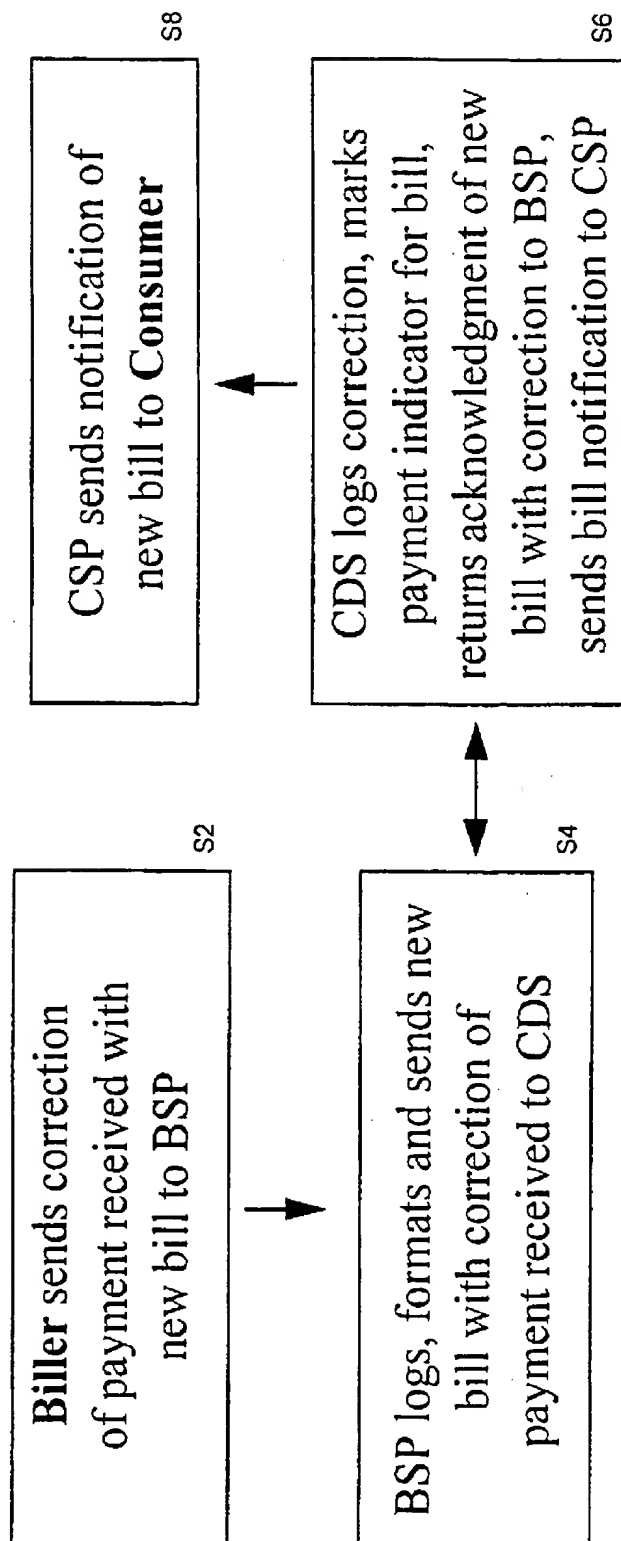 Biller sends correction
of payment received with
new bill to BSP
S2
BSP logs, formats and sends new
bill with correction of
payment received to CDS
S4
CDS logs correction, marks
payment indicator for bill,
returns acknowledgment of new
bill with correction to BSP,
sends bill notification to CSP
S6
CSP sends notification of
new bill to Consumer
S8